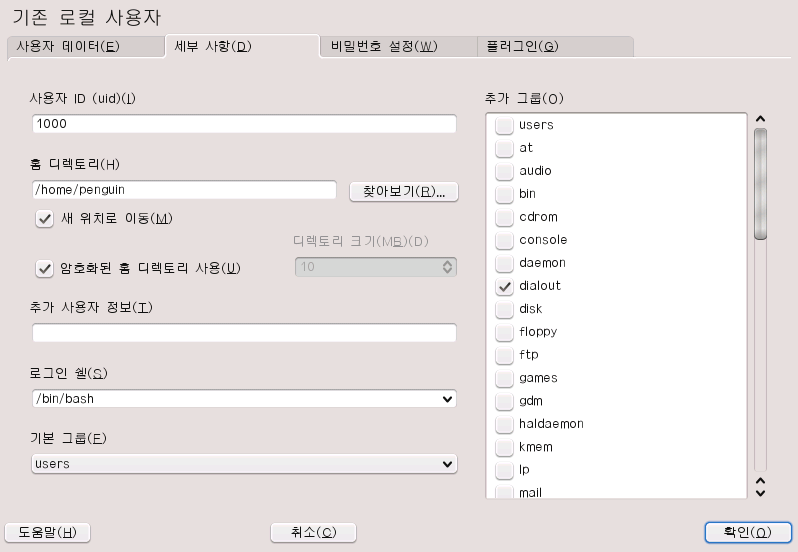 기존 로컬 사용자
사용자 데이터(E) 세부 사항(D) 비밀번호 설정(W) 플러그인(G)
사용자 ID (uid)(I)
1000
홈 디렉토리(H)
/home/penguin 찾아보기(R)...
새 위치로 이동(M)
디렉토리 크기(MB)(D)
암호화된 홈 디렉토리 사용(U) 10
추가 사용자 정보(T)
로그인 쉘(S)
/bin/bash
기본 그룹(F)
users
추가 그룹(O)
users
at
audio
bin
cdrom
console
daemon
dialout
disk
floppy
ftp
games
gdm
haldaemon
kmem
lp
mail
도움말(H) 취소(C) 확인(O)